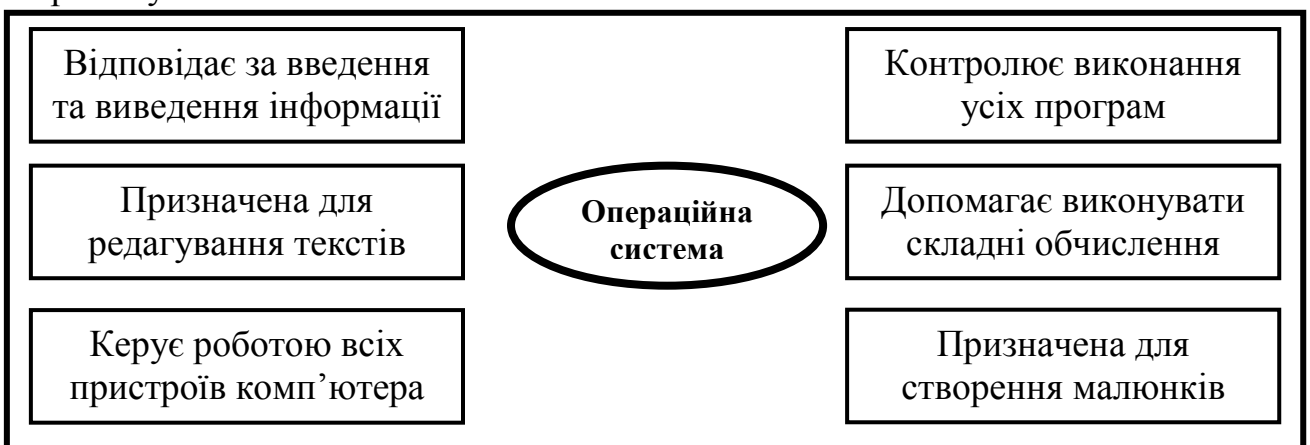 Відповідає за введення
та виведення інформації
Контролює виконання
усіх програм
Призначена для
редагування текстів
Операційна
система
Допомагає виконувати
складні обчислення
Керує роботою всіх
пристроїв комп’ютера
Призначена для
створення малюнків